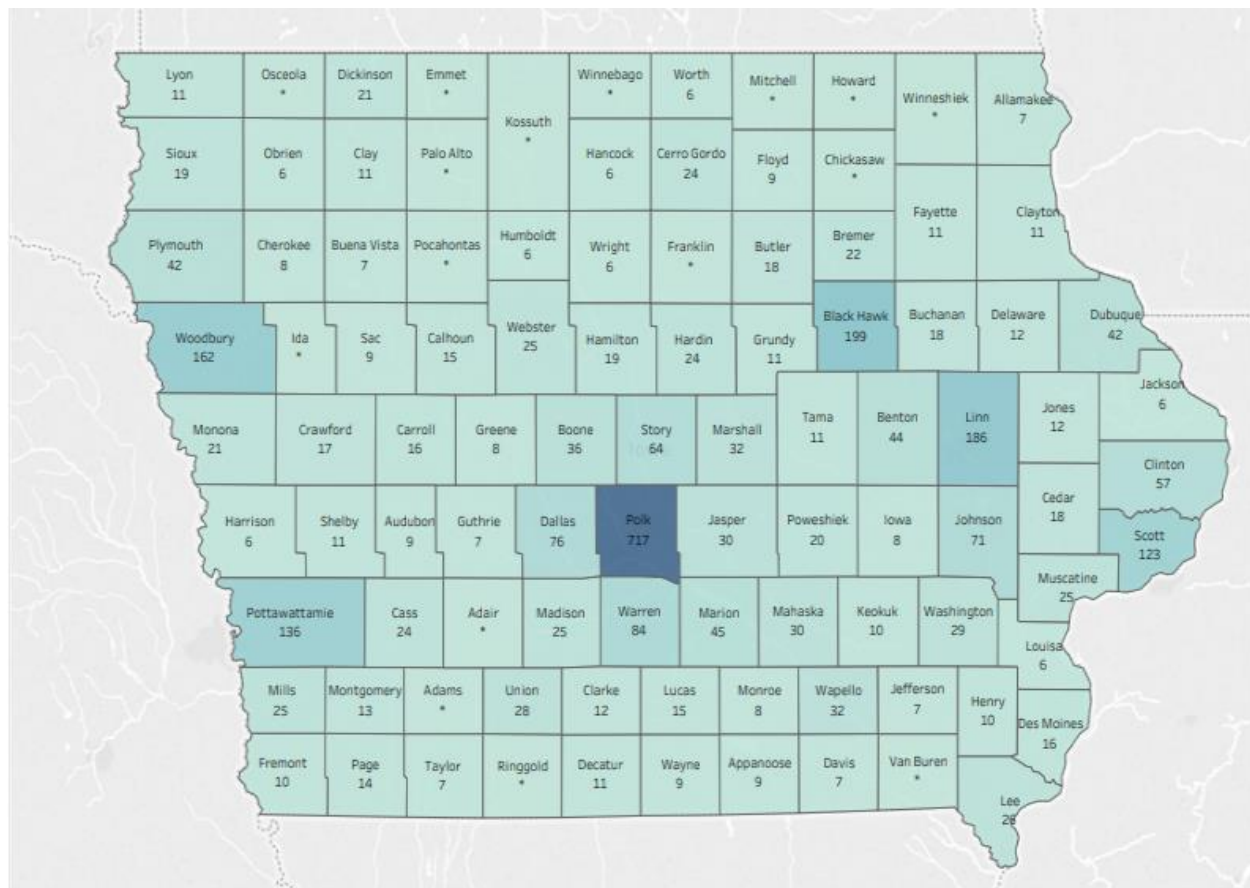 Lyon
11
Osceola
*
Dickinson
21
Emmet
*
Kossuth
*
Winnebago
*
Worth
6
Mitchell
*
Howard
*
Winneshiek
*
Allamakee
7
Sioux
19
Obrien
6
Clay
11
Palo Alto
*
Hancock
6
Cerro Gordo
24
Floyd
9
Chickasaw
*
Plymouth
42
Cherokee
8
Buena Vista
7
Pocahontas
*
Humboldt
6
Wright
6
Franklin
*
Butler
18
Bremer
22
Fayette
11
Clayton
11
Woodbury
162
Ida
*
Sac
9
Calhoun
15
Webster
25
Hamilton
19
Hardin
24
Grundy
11
Black Hawk
199
Buchanan
18
Delaware
12
Dubuque
42
Monona
21
Crawford
17
Carroll
16
Greene
8
Boone
36
Story
64
Marshall
32
Tama
11
Benton
44
Linn
186
Jones
12
Jackson
6
Clinton
57
Harrison
6
Shelby
11
Audubon
9
Guthrie
7
Dallas
76
Polk
717
Jasper
30
Poweshiek
20
Iowa
8
Johnson
71
Cedar
18
Scott
123
Muscatine
25
Pottawattamie
136
Cass
24
Adair
*
Madison
25
Warren
84
Marion
45
Mahaska
30
Keokuk
10
Washington
29
Louisa
6
Mills
25
Montgomery
13
Adams
*
Union
28
Clarke
12
Lucas
15
Monroe
8
Wapello
32
Jefferson
7
Henry
10
Des Moines
16
Fremont
10
Page
14
Taylor
7
Ringgold
*
Decatur
11
Wayne
9
Appanoose
9
Davis
7
Van Buren
*
Lee